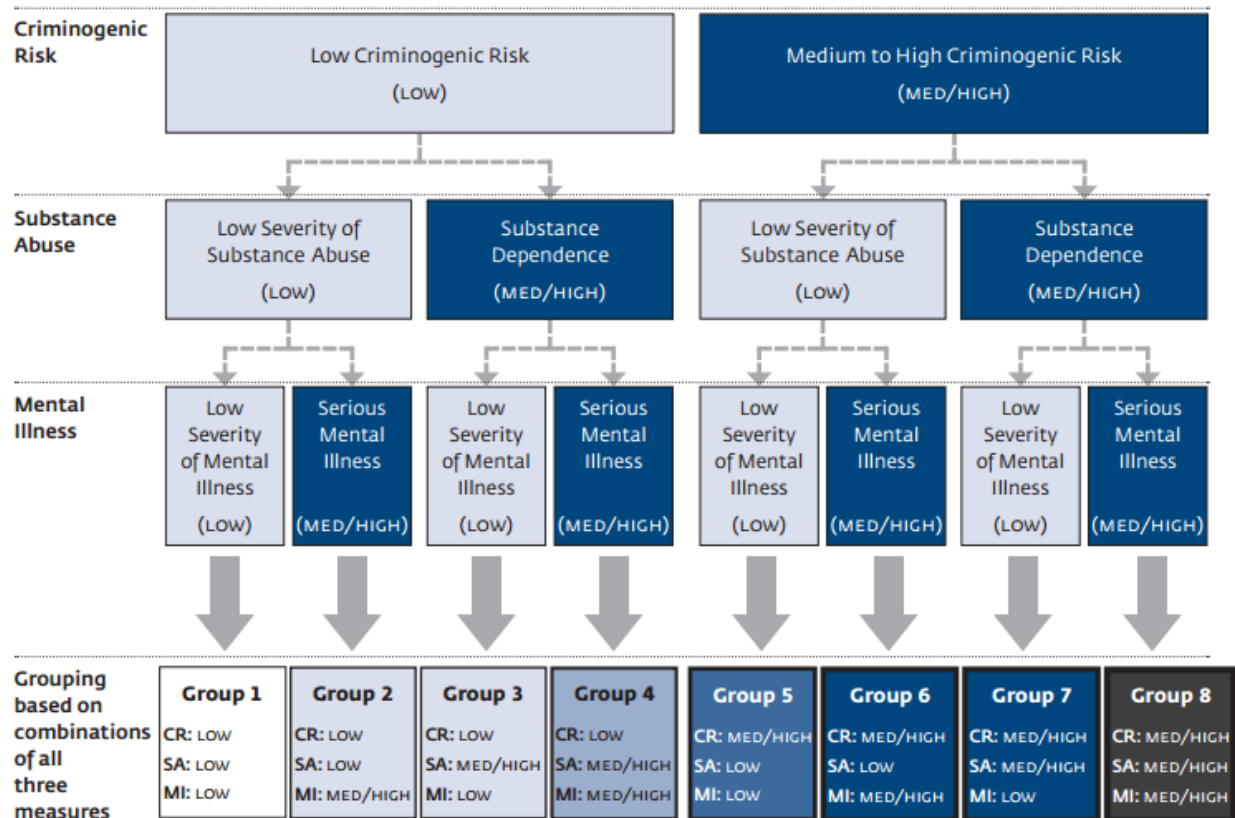 Criminogenic
Risk
Low Criminogenic Risk
(LOW)
Medium to High Criminogenic Risk
(MED/HIGH)
Substance
Abuse
Low Severity of
Substance Abuse
(LOW)
Substance
Dependence
(MED/HIGH)
Low Severity of
Substance Abuse
(LOW)
Substance
Dependence
(MED/HIGH)
Mental
Illness
Low
Severity
of Mental
Illness
(LOW)
Serious
Mental
Illness
(MED/HIGH)
Low
Severity
of Mental
Illness
(LOW)
Serious
Mental
Illness
(MED/HIGH)
Low
Severity
of Mental
Illness
(LOW)
Serious
Mental
Illness
(MED/HIGH)
Low
Severity
of Mental
Illness
(LOW)
Serious
Mental
Illness
(MED/HIGH)
Grouping
based on
combinations
of all
three
measures
Group 1
CR: LOW
SA: LOW
MI: LOW
Group 2
CR: LOW
SA: LOW
MI: MED/HIGH
Group 3
CR: LOW
SA: MED/HIGH
MI: LOW
Group 4
CR: LOW
SA: MED/HIGH
MI: MED/HIGH
Group 5
CR: MED/HIGH
SA: LOW
MI: LOW
Group 6
CR: MED/HIGH
SA: LOW
MI: MED/HIGH
Group 7
CR: MED/HIGH
SA: MED/HIGH
MI: LOW
Group 8
CR: MED/HIGH
SA: MED/HIGH
MI: MED/HIGH